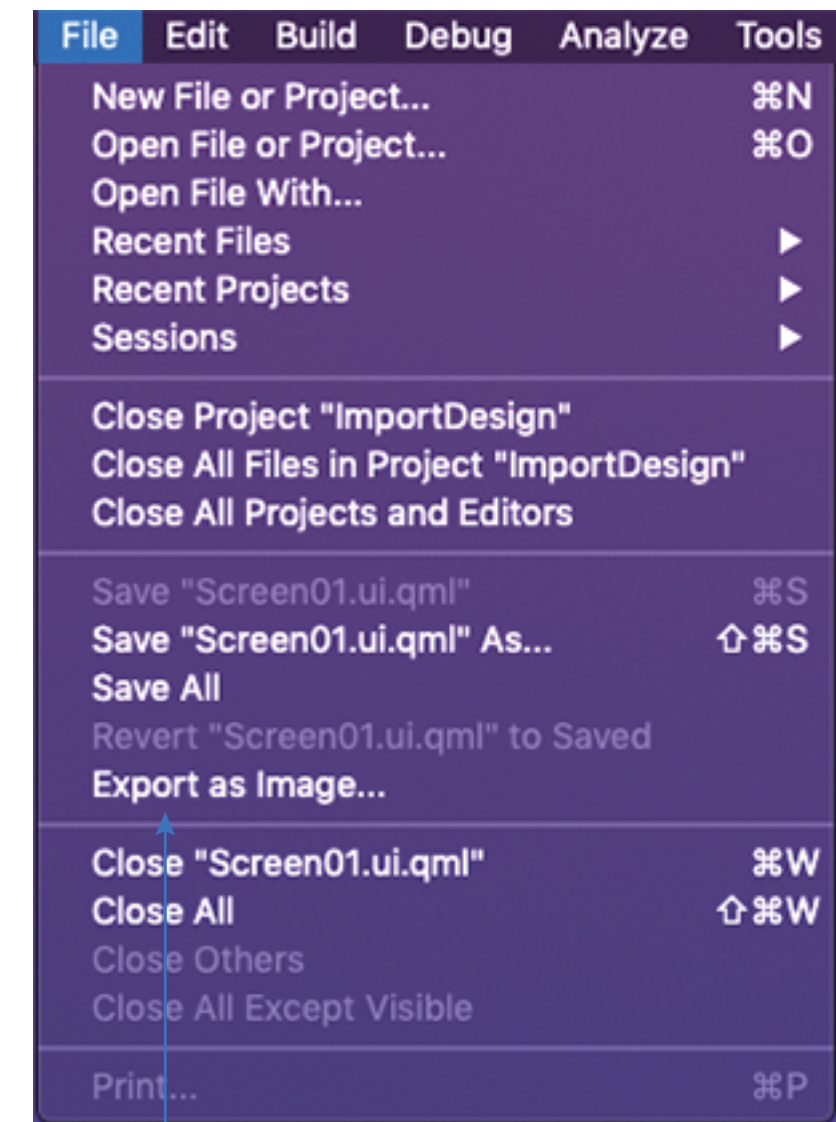 File Edit Build Debug Analyze Tools
New File or Project... ⌘N
Open File or Project... ⌘O
Open File With...
Recent Files ▶
Recent Projects ▶
Sessions ▶
Close Project "ImportDesign"
Close All Files in Project "ImportDesign"
Close All Projects and Editors
Save "Screen01.ui.qml" ⌘S
Save "Screen01.ui.qml" As... ⇧⌘S
Save All
Revert "Screen01.ui.qml" to Saved
Export as Image...
Close "Screen01.ui.qml" ⌘W
Close All ⇧⌘W
Close Others
Close All Except Visible
Print... ⌘P